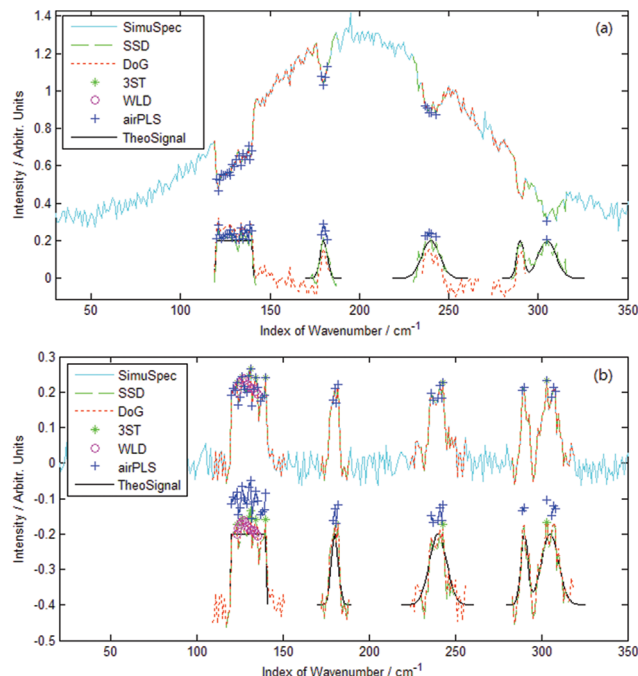 (a)
SimuSpec
SSD
DoG
3ST
WLD
airPLS
TheoSignal
Intensity / Arbitr. Units
1.4
1.2
1
0.8
0.6
0.4
0.2
0
50 100 150 200 250 300 350
Index of Wavenumber / cm-1
(b)
SimuSpec
SSD
DoG
3ST
WLD
airPLS
TheoSignal
Intensity / Arbitr. Units
0.3
0.2
0.1
0
-0.1
-0.2
-0.3
-0.4
-0.5
50 100 150 200 250 300 350
Index of Wavenumber / cm-1